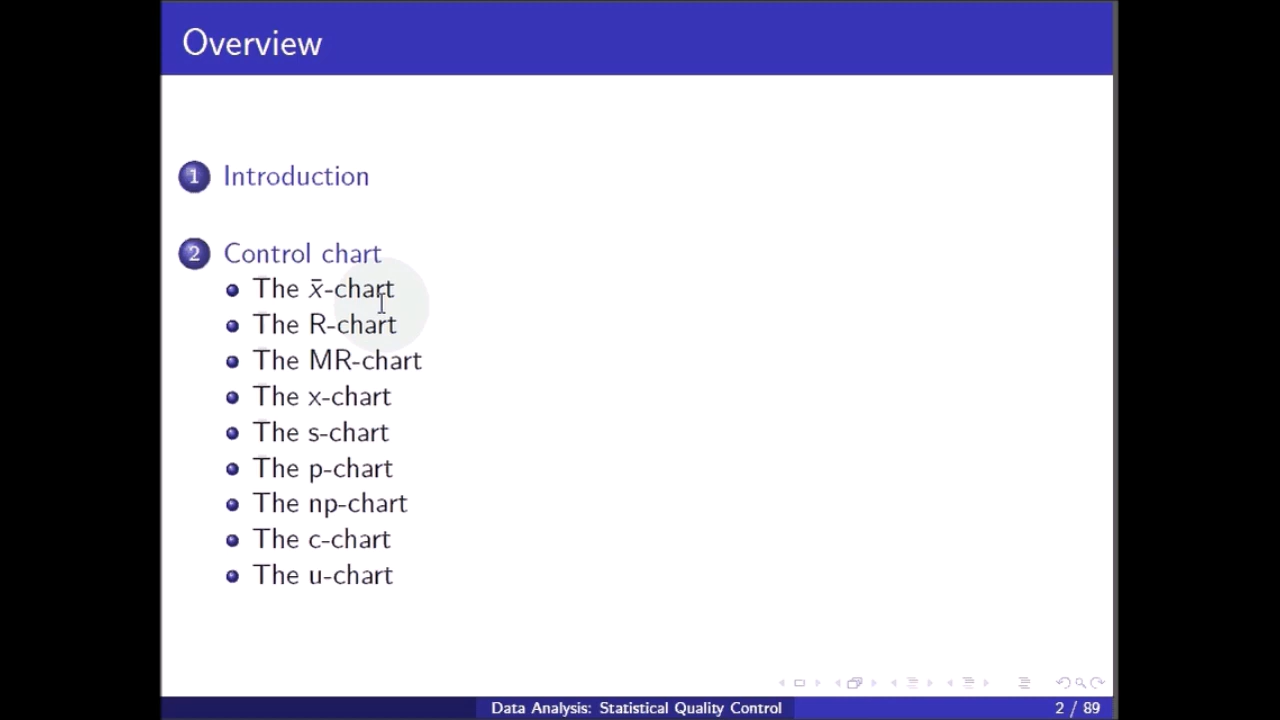 Overview
1 Introduction
2 Control chart
The x̄-chart
The R-chart
The MR-chart
The x-chart
The s-chart
The p-chart
The np-chart
The c-chart
The u-chart
Data Analysis: Statistical Quality Control 2 / 89